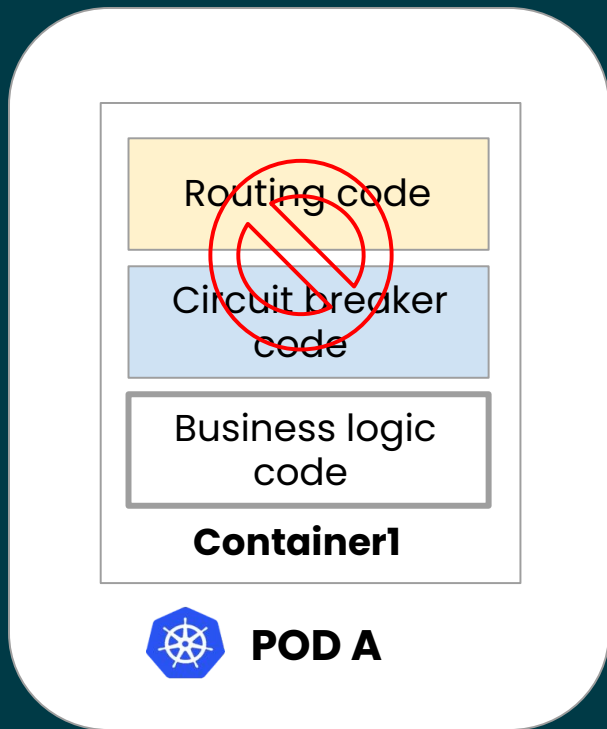 Routing code
Circuit breaker
code
Business logic
code
Container1
POD A